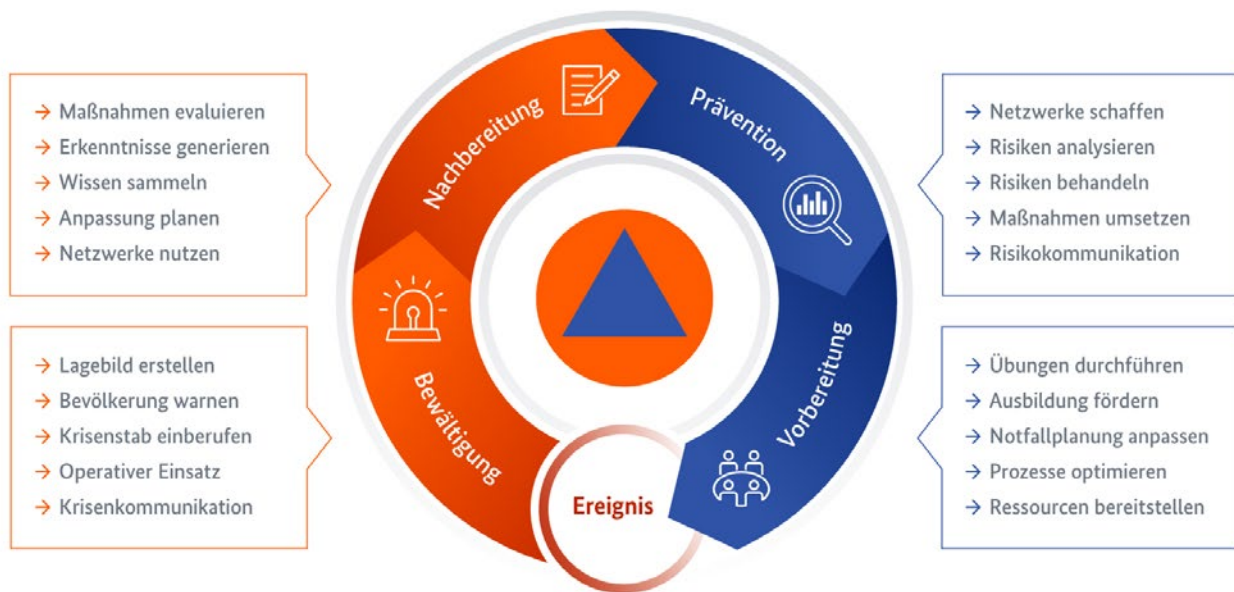 → Maßnahmen evaluieren
→ Erkenntnisse generieren
→ Wissen sammeln
→ Anpassung planen
→ Netzwerke nutzen
→ Lagebild erstellen
→ Bevölkerung warnen
→ Krisenstab einberufen
→ Operativer Einsatz
→ Krisenkommunikation
Nachbereitung
Bewältigung
Ereignis
Prävention
Vorbereitung
→ Netzwerke schaffen
→ Risiken analysieren
→ Risiken behandeln
→ Maßnahmen umsetzen
→ Risikokommunikation
→ Übungen durchführen
→ Ausbildung fördern
→ Notfallplanung anpassen
→ Prozesse optimieren
→ Ressourcen bereitstellen